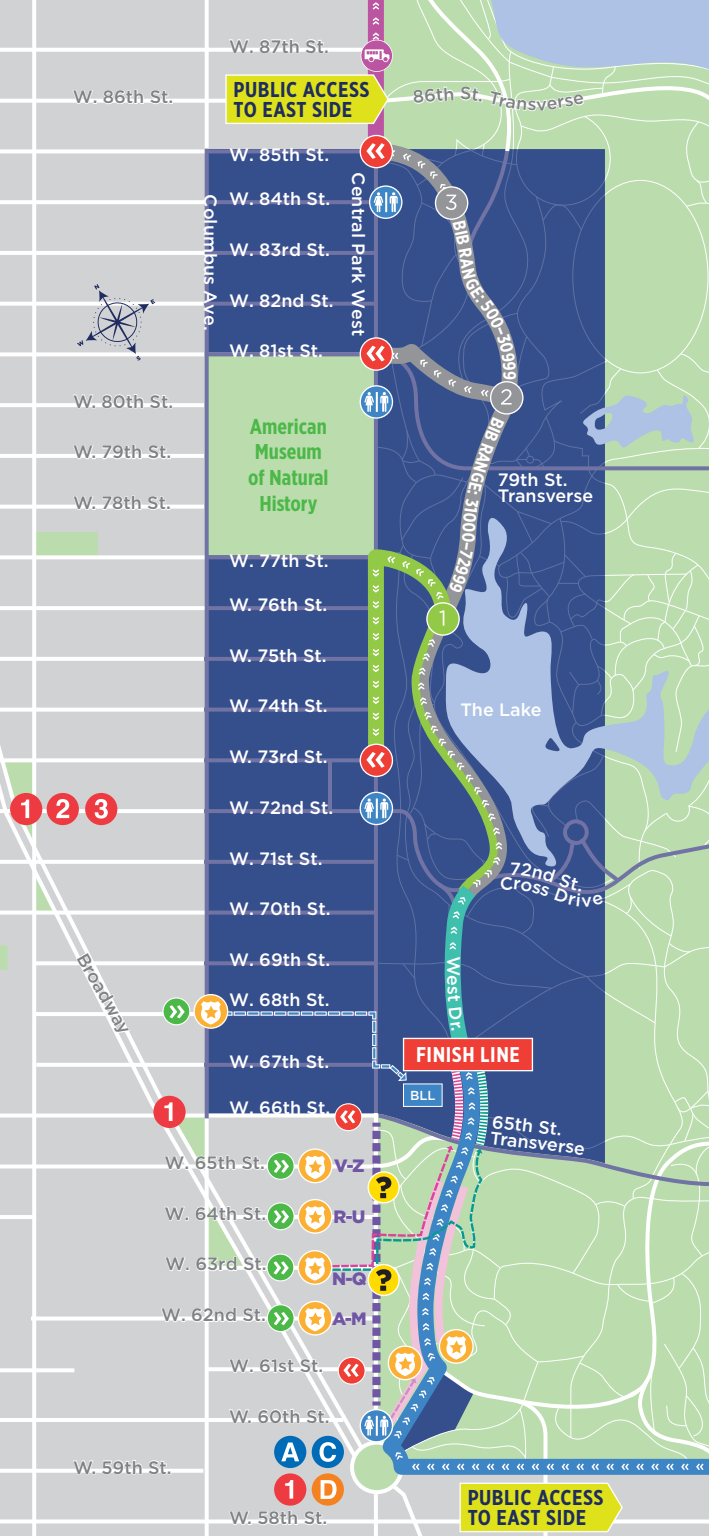 W. 87th St.
W. 86th St.
PUBLIC ACCESS
TO EAST SIDE
86th St. Transverse
W. 85th St.
W. 84th St.
3
Columbus Ave.
Central Park West
W. 83rd St.
BIB RANGE: 500-30999
W. 82nd St.
N
E
W
S
W. 81st St.
W. 80th St.
2
American
Museum
of Natural
History
W. 79th St.
BIB RANGE: 31000-72999
79th St.
Transverse
W. 78th St.
W. 77th St.
W. 76th St.
1
W. 75th St.
W. 74th St.
The Lake
W. 73rd St.
1 2 3
W. 72nd St.
W. 71st St.
72nd St.
Cross Drive
W. 70th St.
W. 69th St.
Broadway
West Dr.
W. 68th St.
FINISH LINE
W. 67th St.
BLL
1
W. 66th St.
65th St.
Transverse
W. 65th St.
V-Z
?
W. 64th St.
R-U
W. 63rd St.
N-Q
?
W. 62nd St.
A-M
W. 61st St.
W. 60th St.
A C
W. 59th St.
1 D
PUBLIC ACCESS
TO EAST SIDE
W. 58th St.